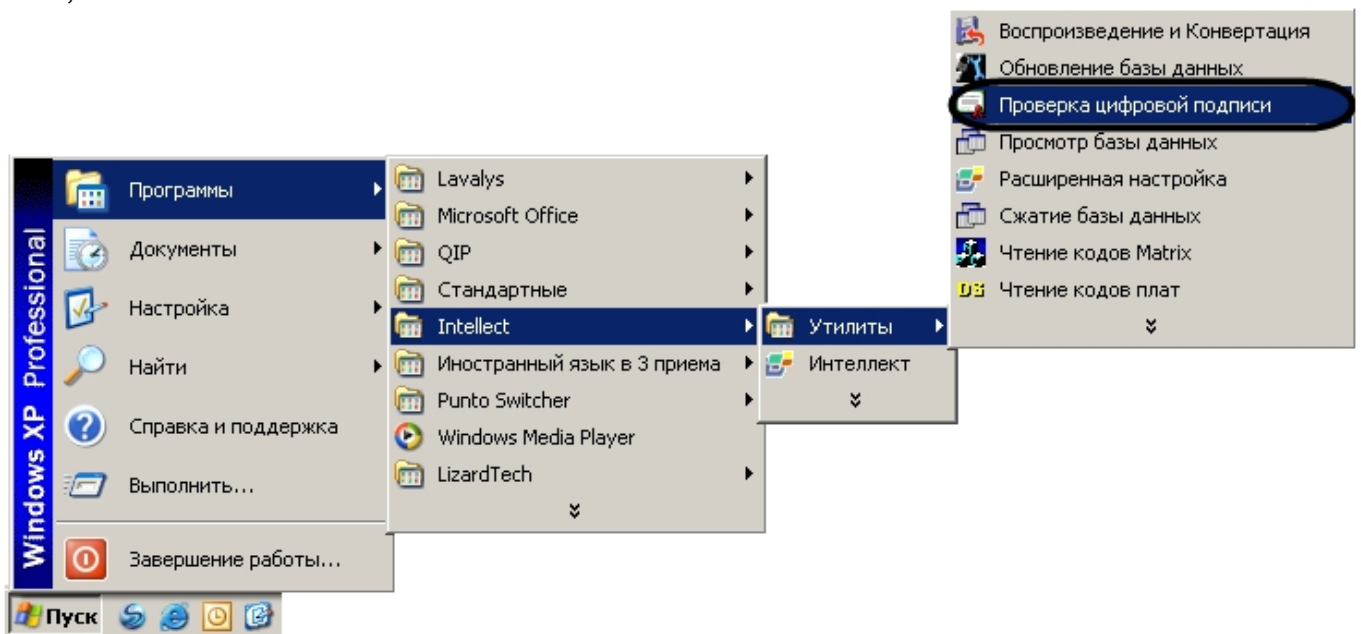 Воспроизведение и Конвертация
Обновление базы данных
Проверка цифровой подписи
Просмотр базы данных
Расширенная настройка
Сжатие базы данных
Чтение кодов Matrix
DS Чтение кодов плат
Windows XP Professional
Программы
Документы
Настройка
Найти
Справка и поддержка
Выполнить...
Завершение работы...
Lavalys
Microsoft Office
QIP
Стандартные
Intellect
Иностранный язык в 3 приема
Punto Switcher
Windows Media Player
LizardTech
Утилиты
Интеллект
Пуск